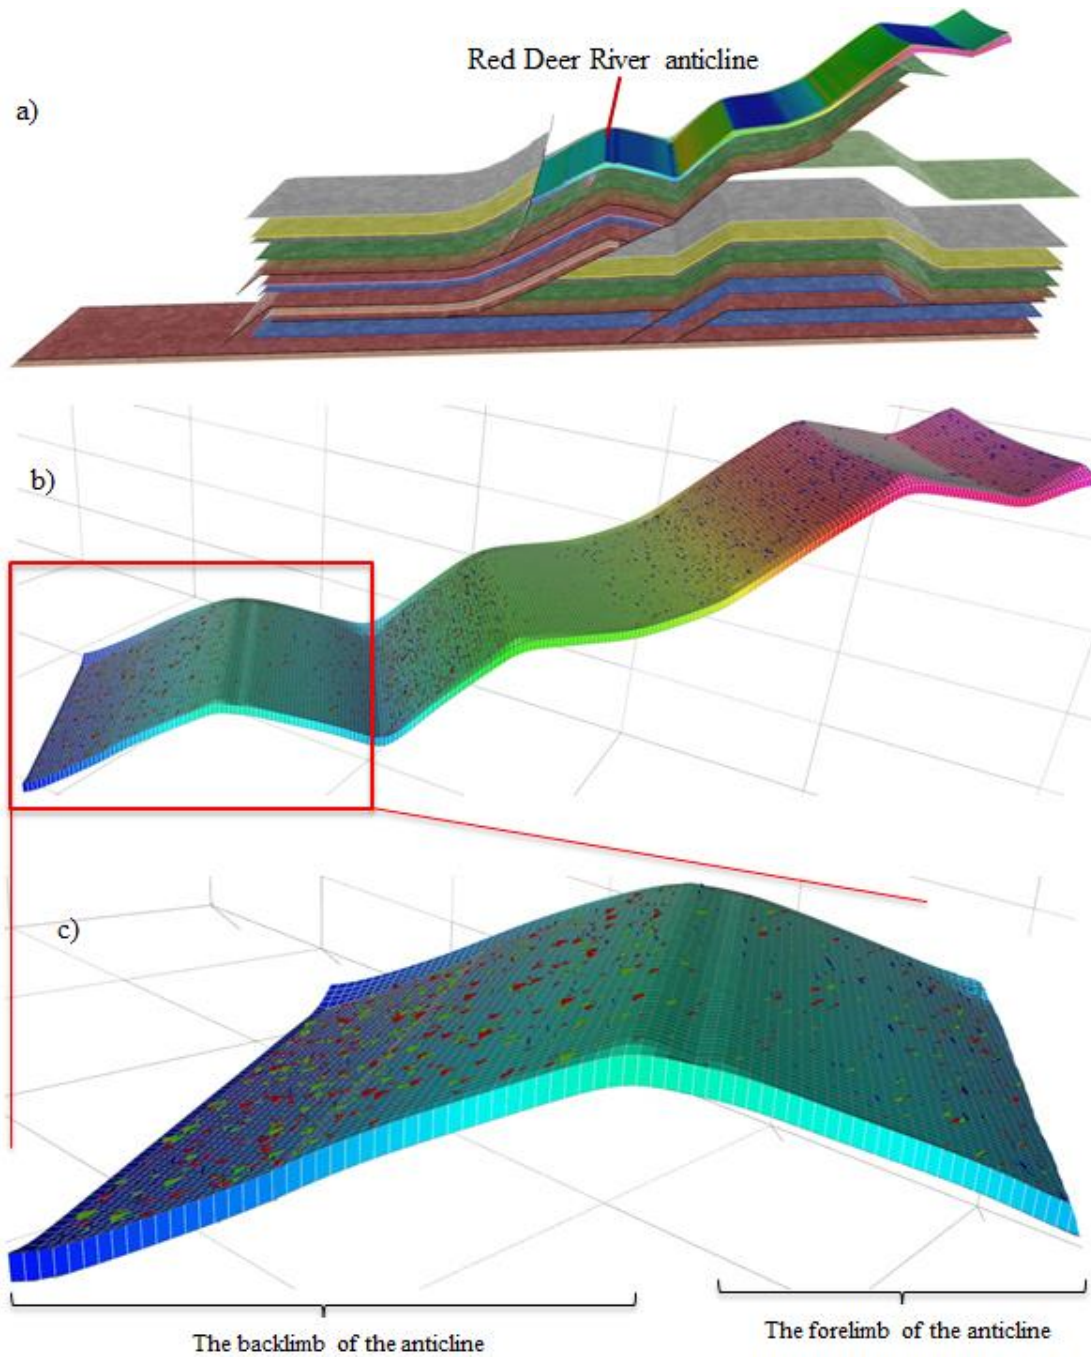 Red Deer River anticline
a)
b)
c)
The backlimb of the anticline
The forelimb of the anticline